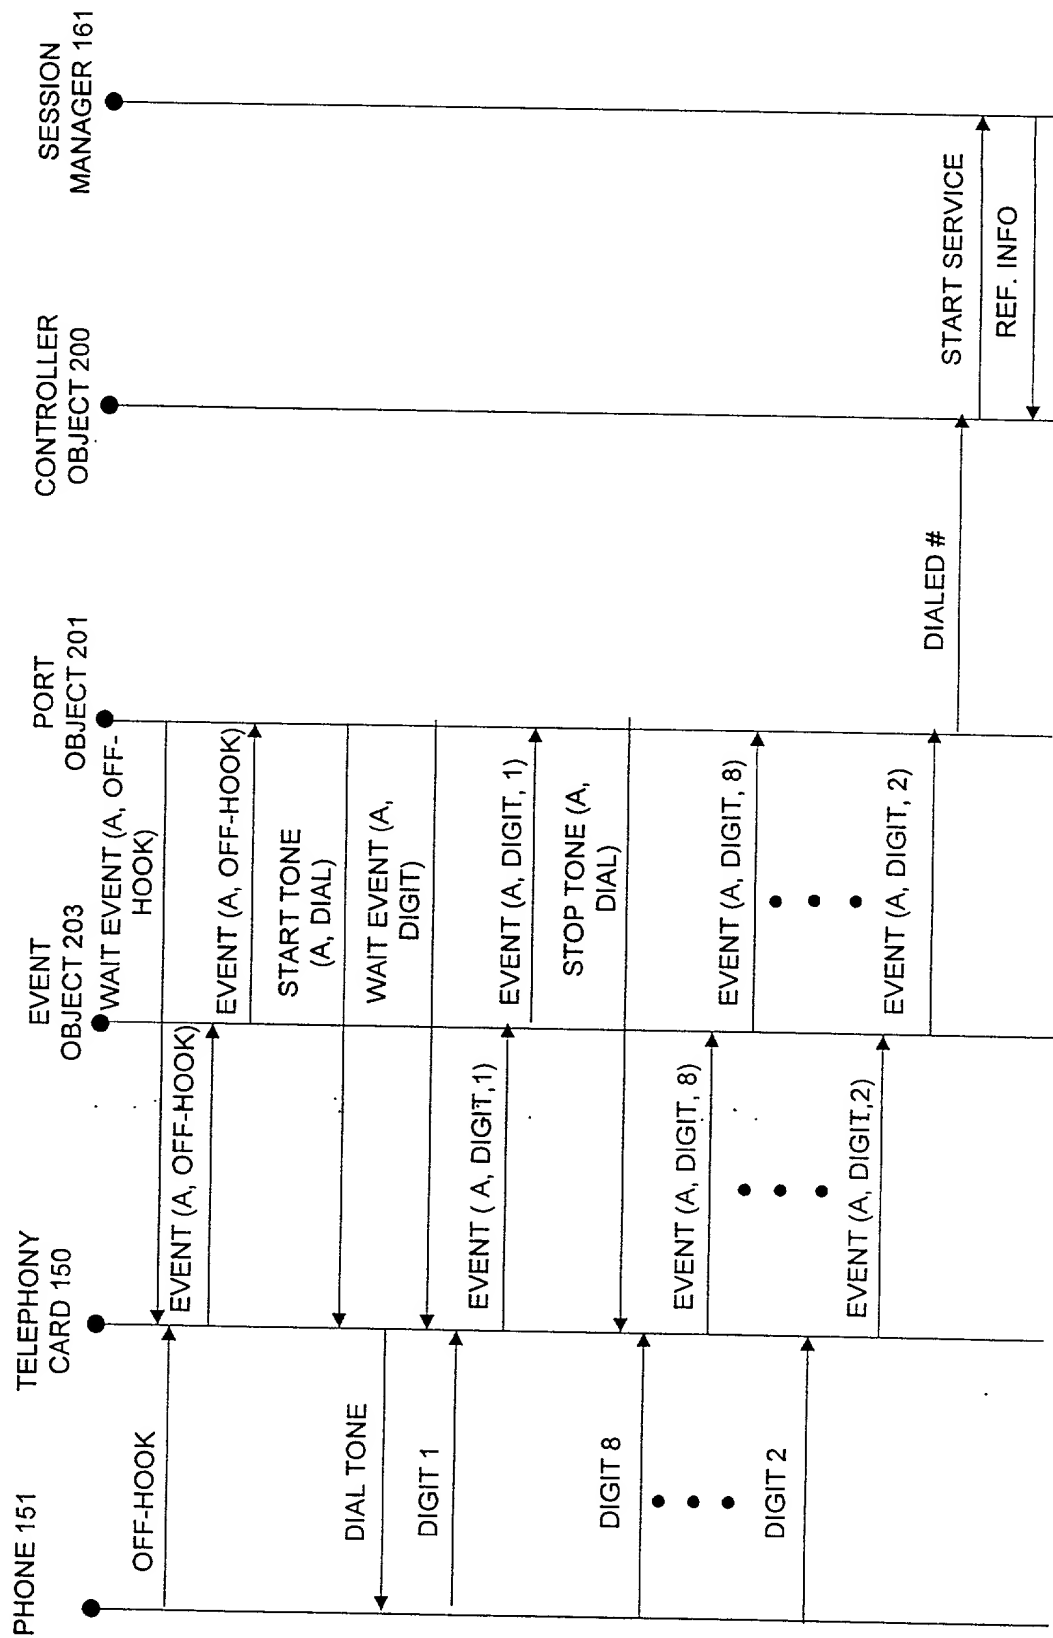 PHONE 151
TELEPHONY
CARD 150
EVENT
OBJECT 203
PORT
OBJECT 201
CONTROLLER
OBJECT 200
SESSION
MANAGER 161
WAIT EVENT (A, OFF-
HOOK)
OFF-HOOK
EVENT (A, OFF-HOOK)
EVENT (A, OFF-HOOK)
START TONE
(A, DIAL)
DIAL TONE
WAIT EVENT (A,
DIGIT)
DIGIT 1
EVENT ( A, DIGIT,1)
EVENT (A, DIGIT, 1)
STOP TONE (A,
DIAL)
DIGIT 8
EVENT (A, DIGIT, 8)
EVENT (A, DIGIT, 8)
DIGIT 2
EVENT (A, DIGIT,2)
EVENT (A, DIGIT, 2)
DIALED #
START SERVICE
REF. INFO